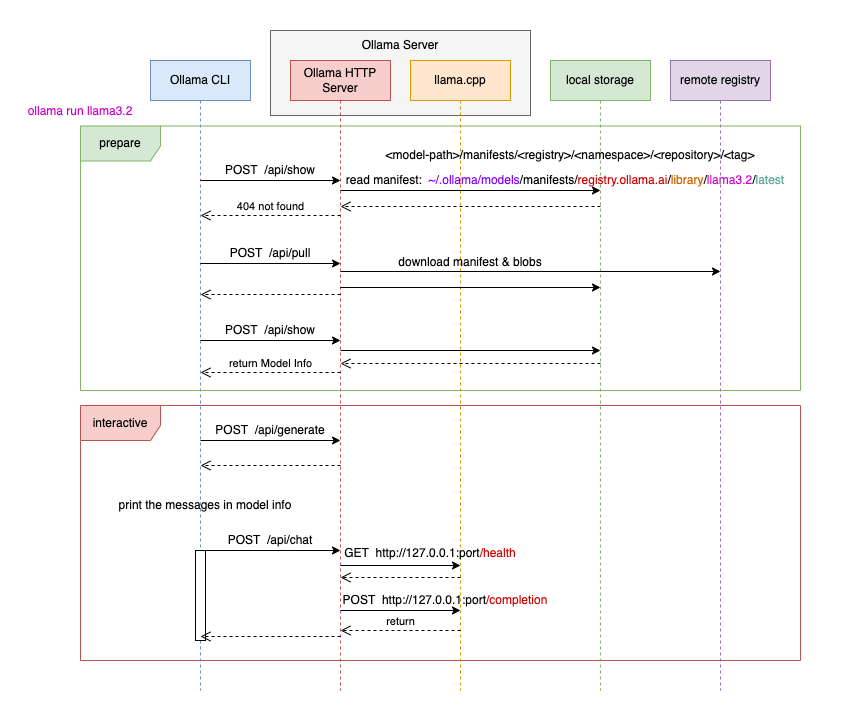 Ollama Server
Ollama CLI
Ollama HTTP
Server
llama.cpp
local storage
remote registry
ollama run llama3.2
prepare
<model-path>/manifests/<registry>/<namespace>/<repository>/<tag>
POST /api/show
read manifest: ~/.ollama/models/manifests/registry.ollama.ai/library/llama3.2/latest
404 not found
POST /api/pull
download manifest & blobs
POST /api/show
return Model Info
interactive
POST /api/generate
print the messages in model info
POST /api/chat
GET http://127.0.0.1:port/health
POST http://127.0.0.1:port/completion
return